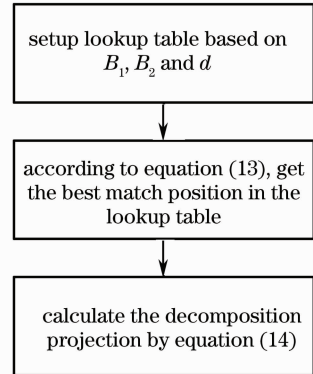 setup lookup table based on
B₁, B₂ and d
according to equation (13), get
the best match position in the
lookup table
calculate the decomposition
projection by equation (14)